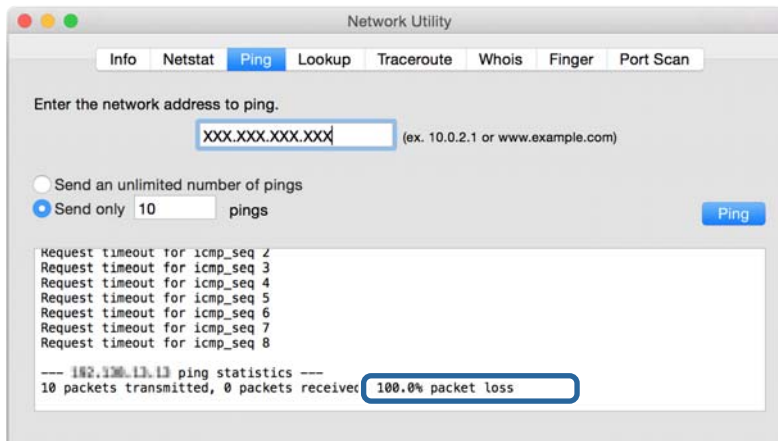 Network Utility
Info Netstat Ping Lookup Traceroute Whois Finger Port Scan
Enter the network address to ping.
XXX.XXX.XXX.XXX (ex. 10.0.2.1 or www.example.com)
Send an unlimited number of pings
Send only 10 pings
Ping
Request timeout for icmp_seq 2
Request timeout for icmp_seq 3
Request timeout for icmp_seq 4
Request timeout for icmp_seq 5
Request timeout for icmp_seq 6
Request timeout for icmp_seq 7
Request timeout for icmp_seq 8
--- ping statistics ---
10 packets transmitted, 0 packets received 100.0% packet loss